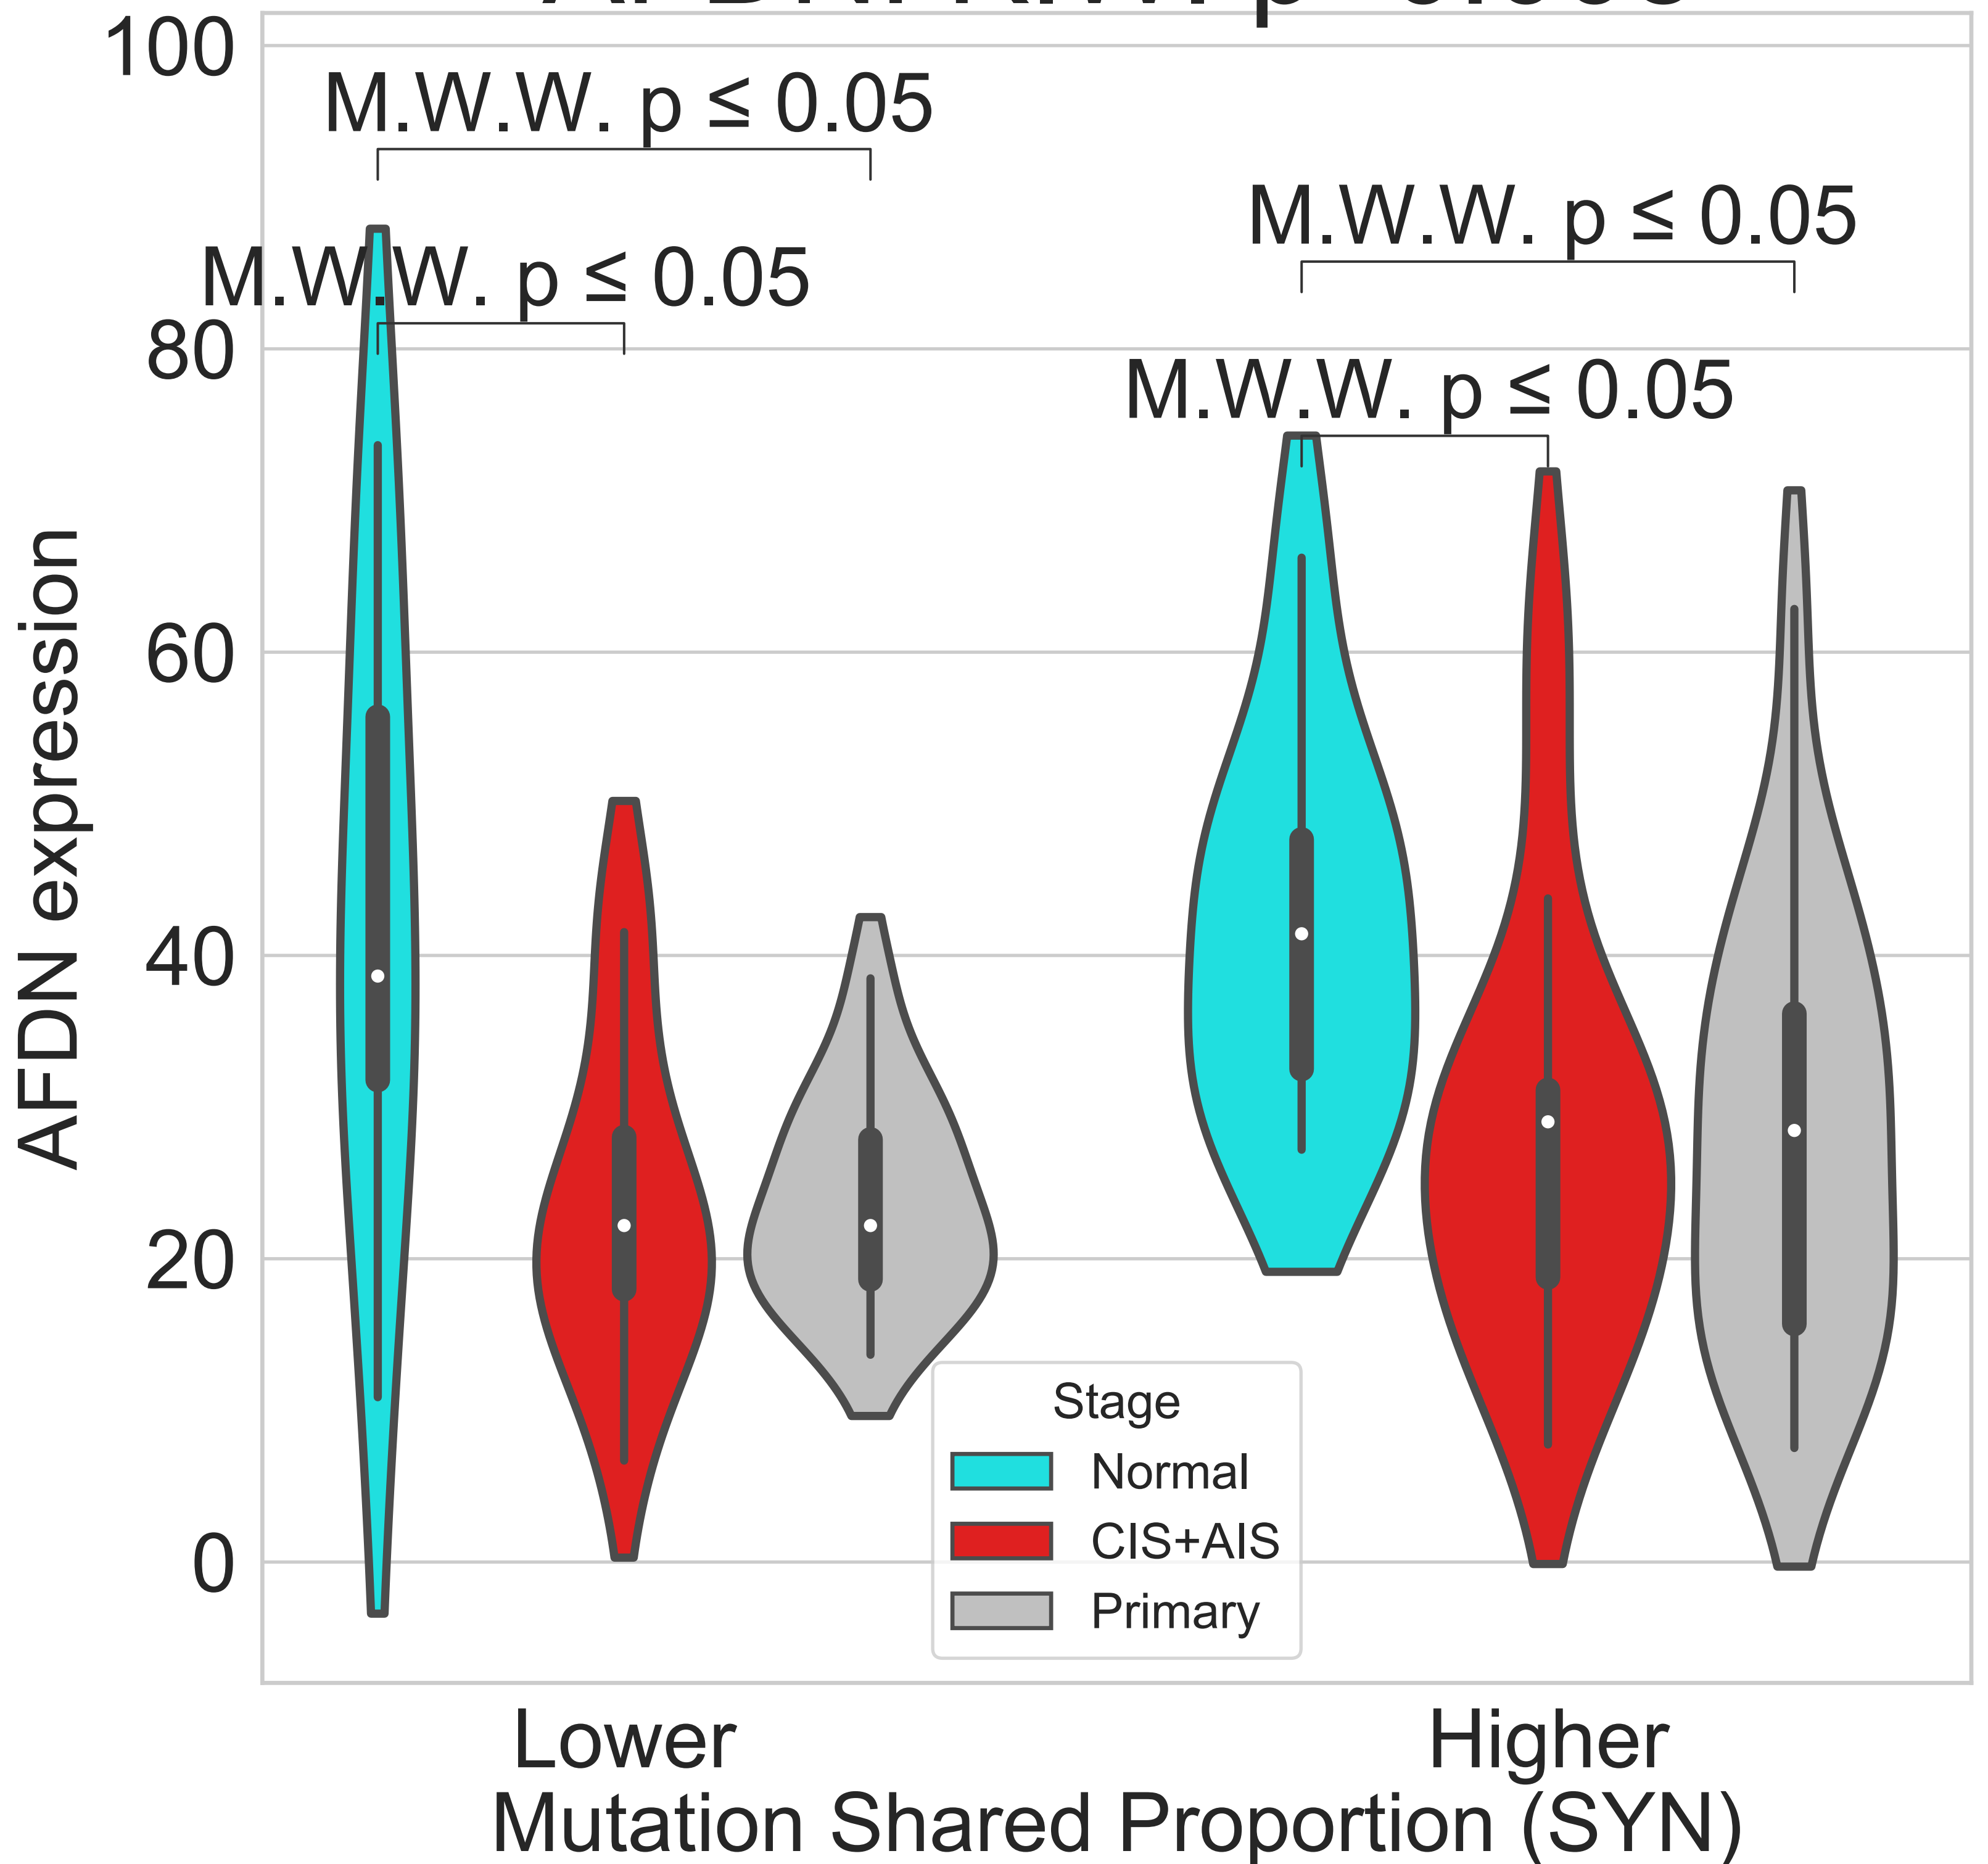 100
M.W.W. p ≤ 0.05
M.W.W. p ≤ 0.05
M.W.W. p ≤ 0.05
80
M.W.W. p ≤ 0.05
60
AFDN expression
40
20
0
Stage
Normal
CIS+AIS
Primary
Lower
Higher
Mutation Shared Proportion (SYN)